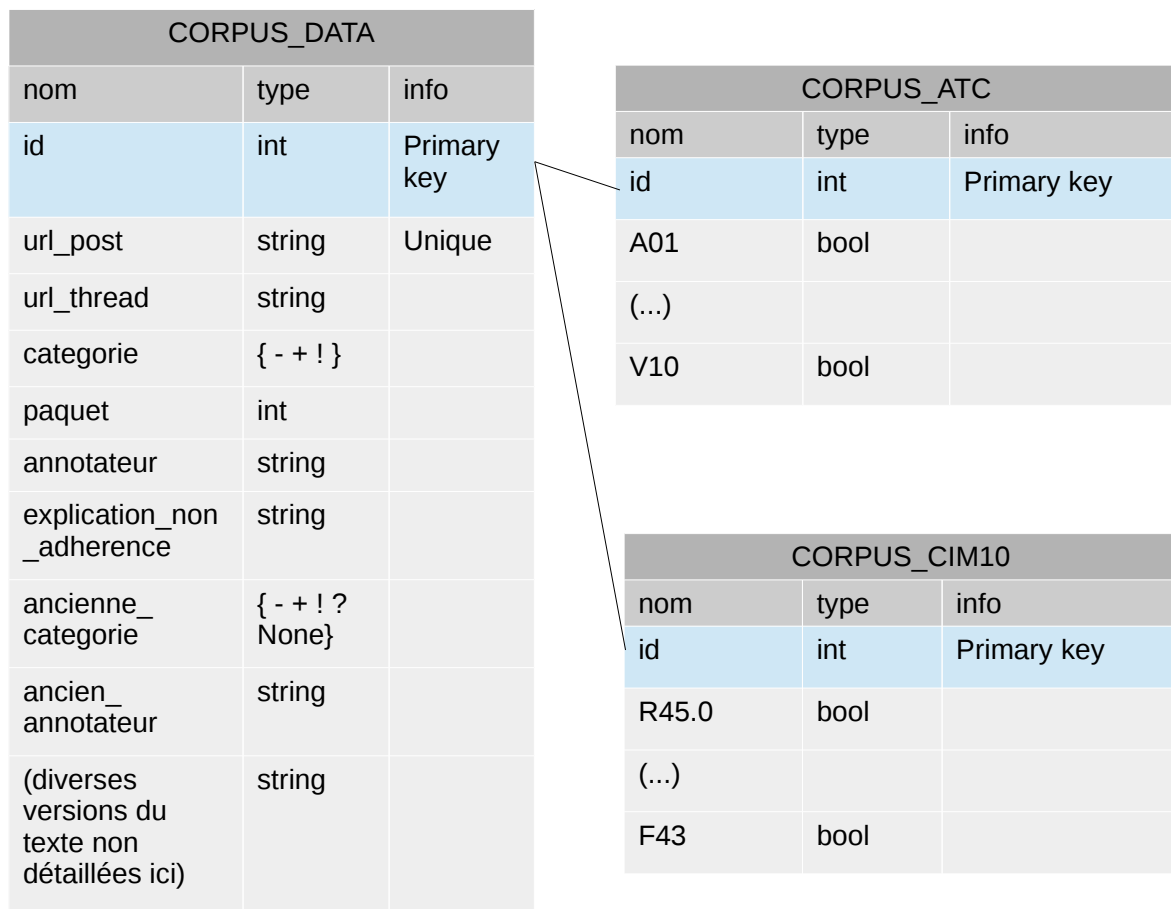 CORPUS_DATA
nom type info
id int Primary
key
url_post string Unique
url_thread string
categorie { - + ! }
paquet int
annotateur string
explication_non string
_adherence
ancienne_ { - + ! ?
categorie None}
ancien_ string
annotateur
(diverses string
versions du
texte non
détaillées ici)
CORPUS_ATC
nom type info
id int Primary key
A01 bool
(...)
V10 bool
CORPUS_CIM10
nom type info
id int Primary key
R45.0 bool
(...)
F43 bool